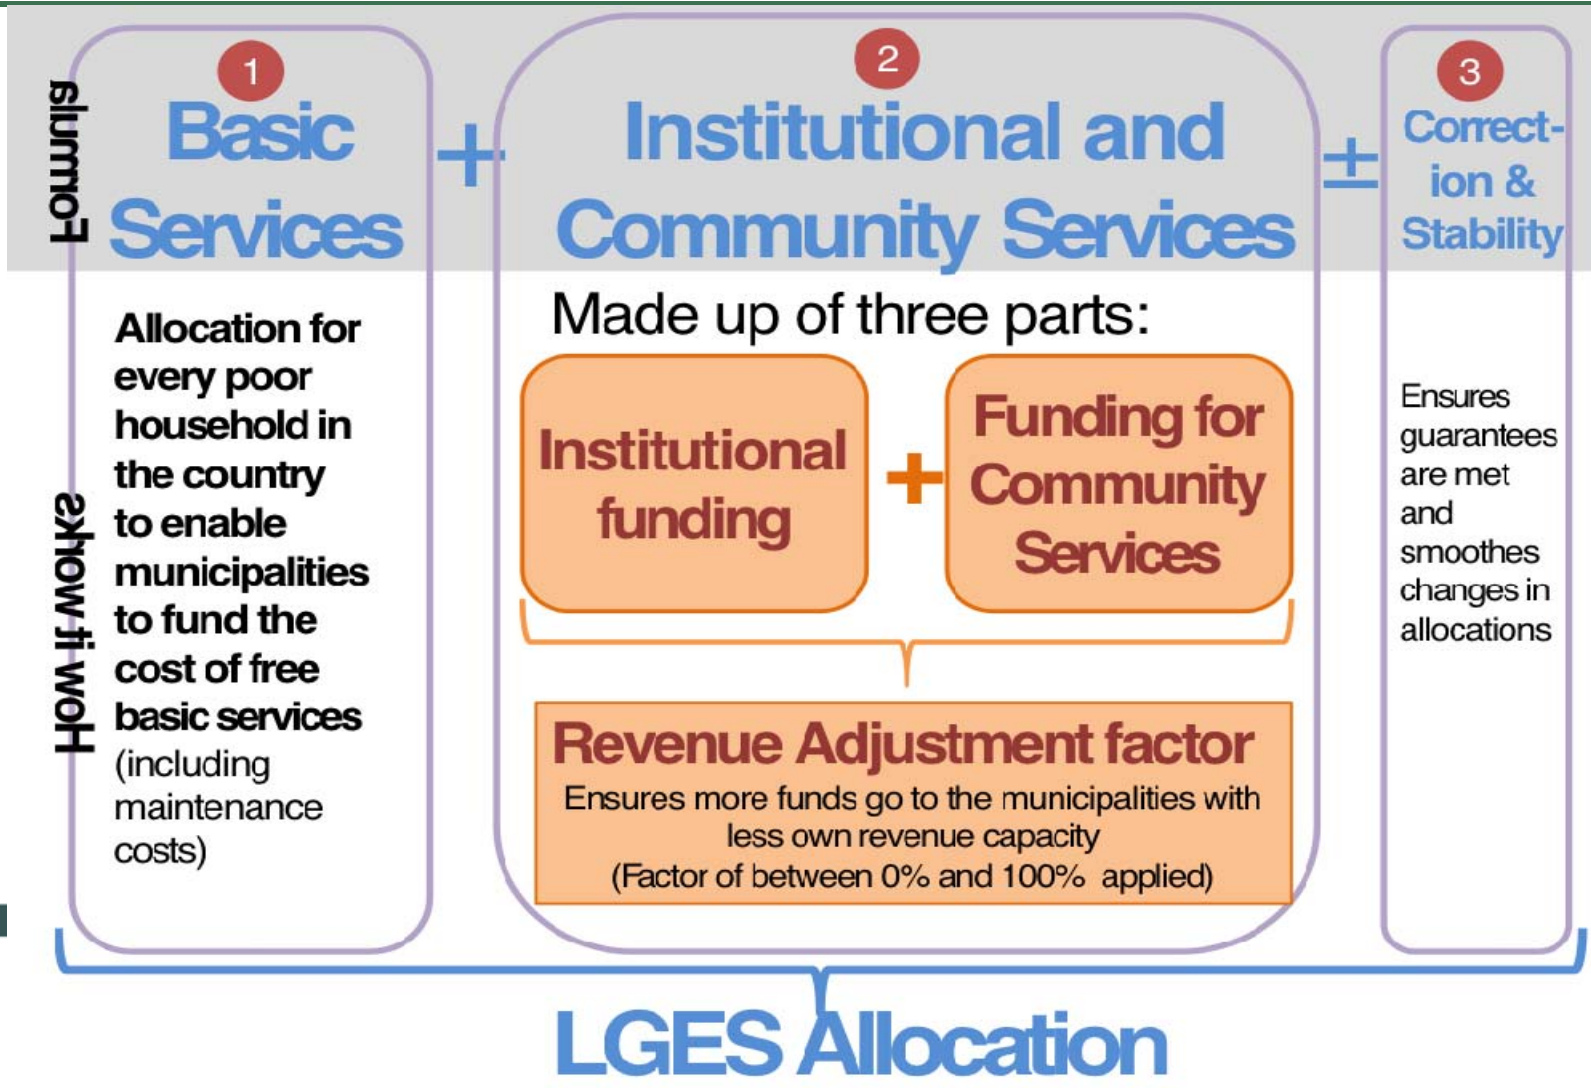 Formula
1
Basic
Services
+
2
Institutional and
Community Services
±
3
Correct-
ion &
Stability
How it works
Allocation for
every poor
household in
the country
to enable
municipalities
to fund the
cost of free
basic services
(including
maintenance
costs)
Made up of three parts:
Institutional
funding
+
Funding for
Community
Services
Revenue Adjustment factor
Ensures more funds go to the municipalities with
less own revenue capacity
(Factor of between 0% and 100% applied)
Ensures
guarantees
are met
and
smoothes
changes in
allocations
LGES Allocation